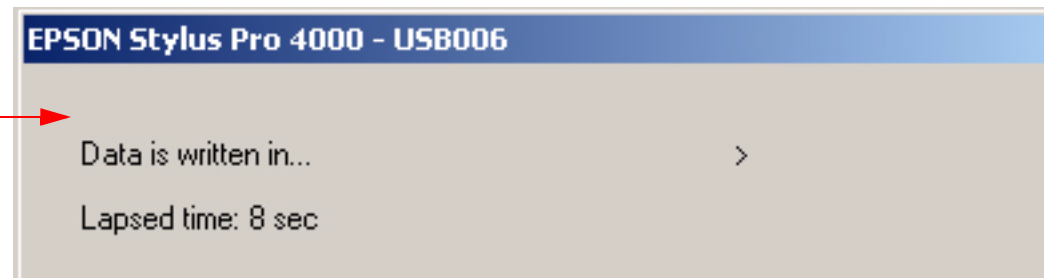 EPSON Stylus Pro 4000 - USB006
Data is written in... >
Lapsed time: 8 sec